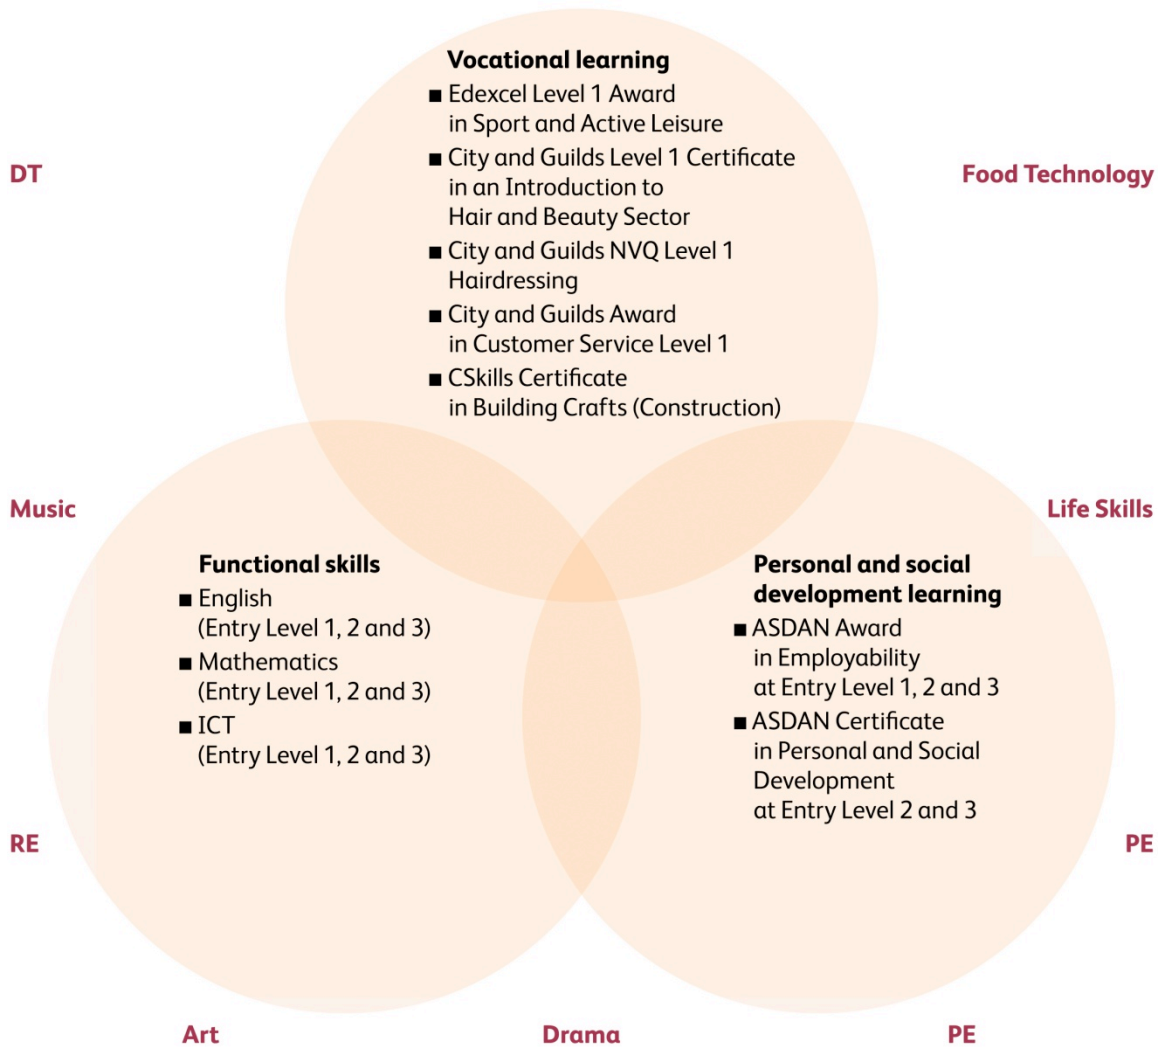 Vocational learning
■ Edexcel Level 1 Award
in Sport and Active Leisure
■ City and Guilds Level 1 Certificate
in an Introduction to
Hair and Beauty Sector
■ City and Guilds NVQ Level 1
Hairdressing
■ City and Guilds Award
in Customer Service Level 1
■ CSkills Certificate
in Building Crafts (Construction)
DT
Food Technology
Music
Life Skills
Functional skills
■ English
(Entry Level 1, 2 and 3)
■ Mathematics
(Entry Level 1, 2 and 3)
■ ICT
(Entry Level 1, 2 and 3)
Personal and social
development learning
■ ASDAN Award
in Employability
at Entry Level 1, 2 and 3
■ ASDAN Certificate
in Personal and Social
Development
at Entry Level 2 and 3
RE
PE
Art
Drama
PE